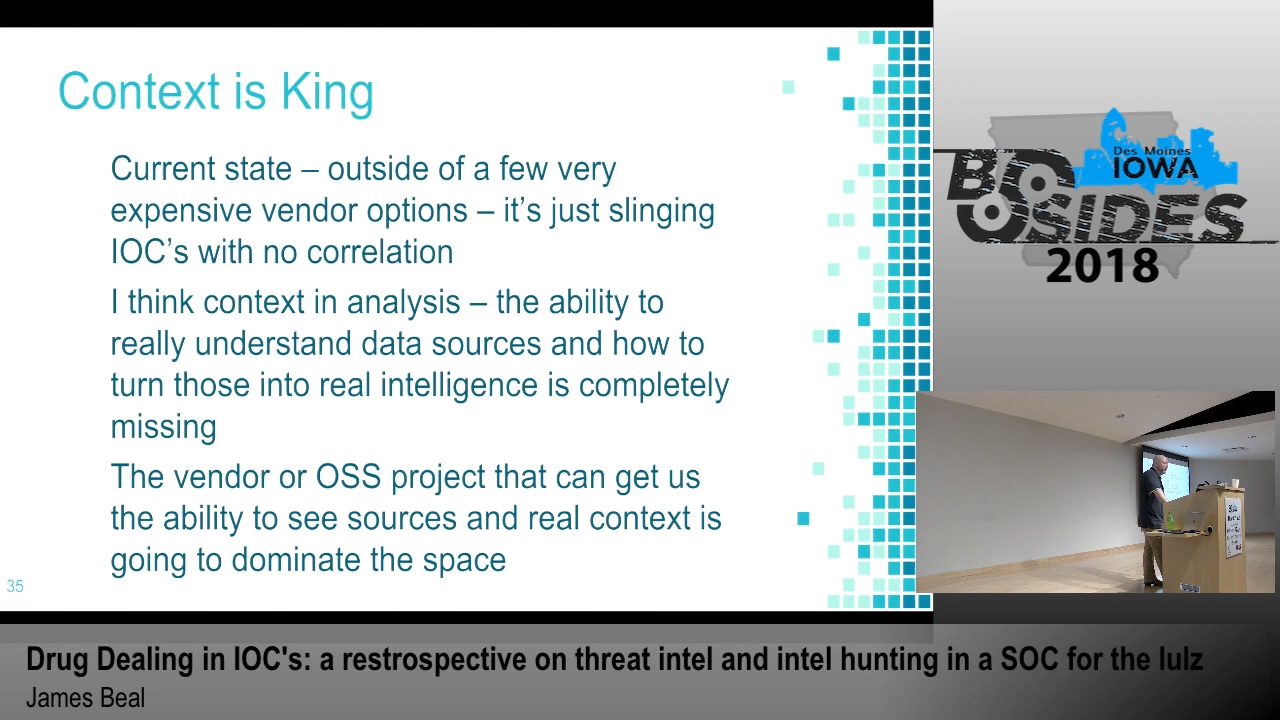 Context is King
Current state – outside of a few very
expensive vendor options – it’s just slinging
IOC’s with no correlation
I think context in analysis – the ability to
really understand data sources and how to
turn those into real intelligence is completely
missing
The vendor or OSS project that can get us
the ability to see sources and real context is
going to dominate the space
35
Des Moines
IOWA
BSIDES
2018
Drug Dealing in IOC's: a restrospective on threat intel and intel hunting in a SOC for the lulz
James Beal